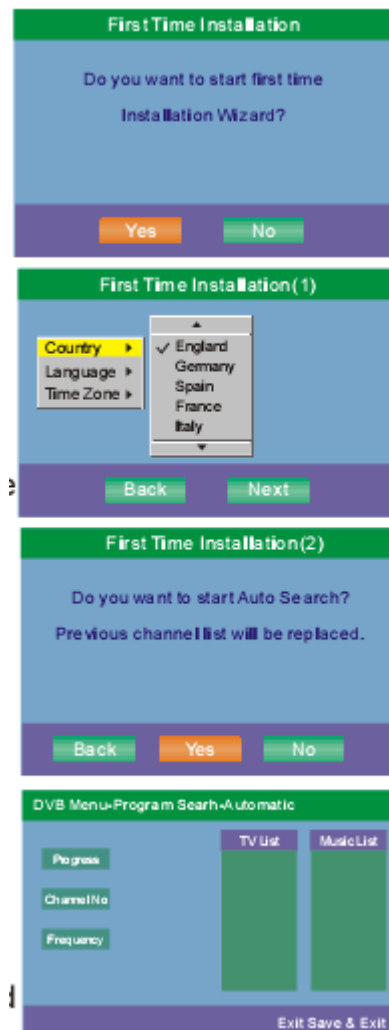 First Time Installation
Do you want to start first time
Installation Wizard?
Yes No
First Time Installation(1)
Country
Language
Time Zone
England
Germany
Spain
France
Italy
Back Next
First Time Installation(2)
Do you want to start Auto Search?
Previous channel list will be replaced.
Back Yes No
DVB Menu-Program Searh-Automatic
TV List Music List
Progress
Channel No
Frequency
Exit Save & Exit